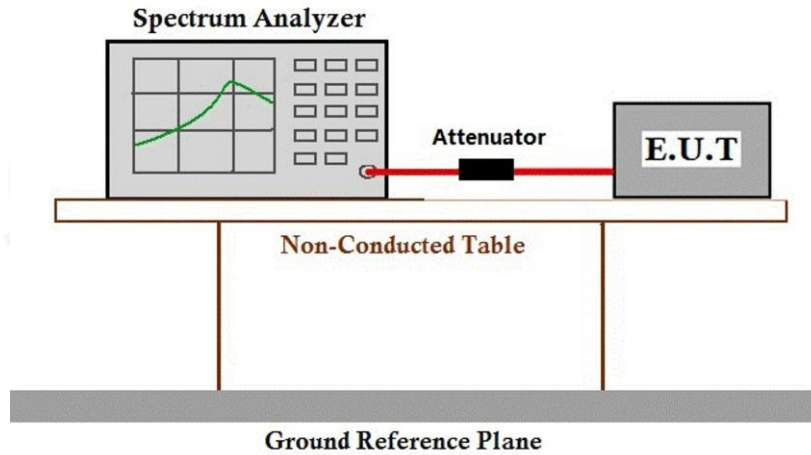 Spectrum Analyzer
Attenuator
E.U.T
Non-Conducted Table
Ground Reference Plane